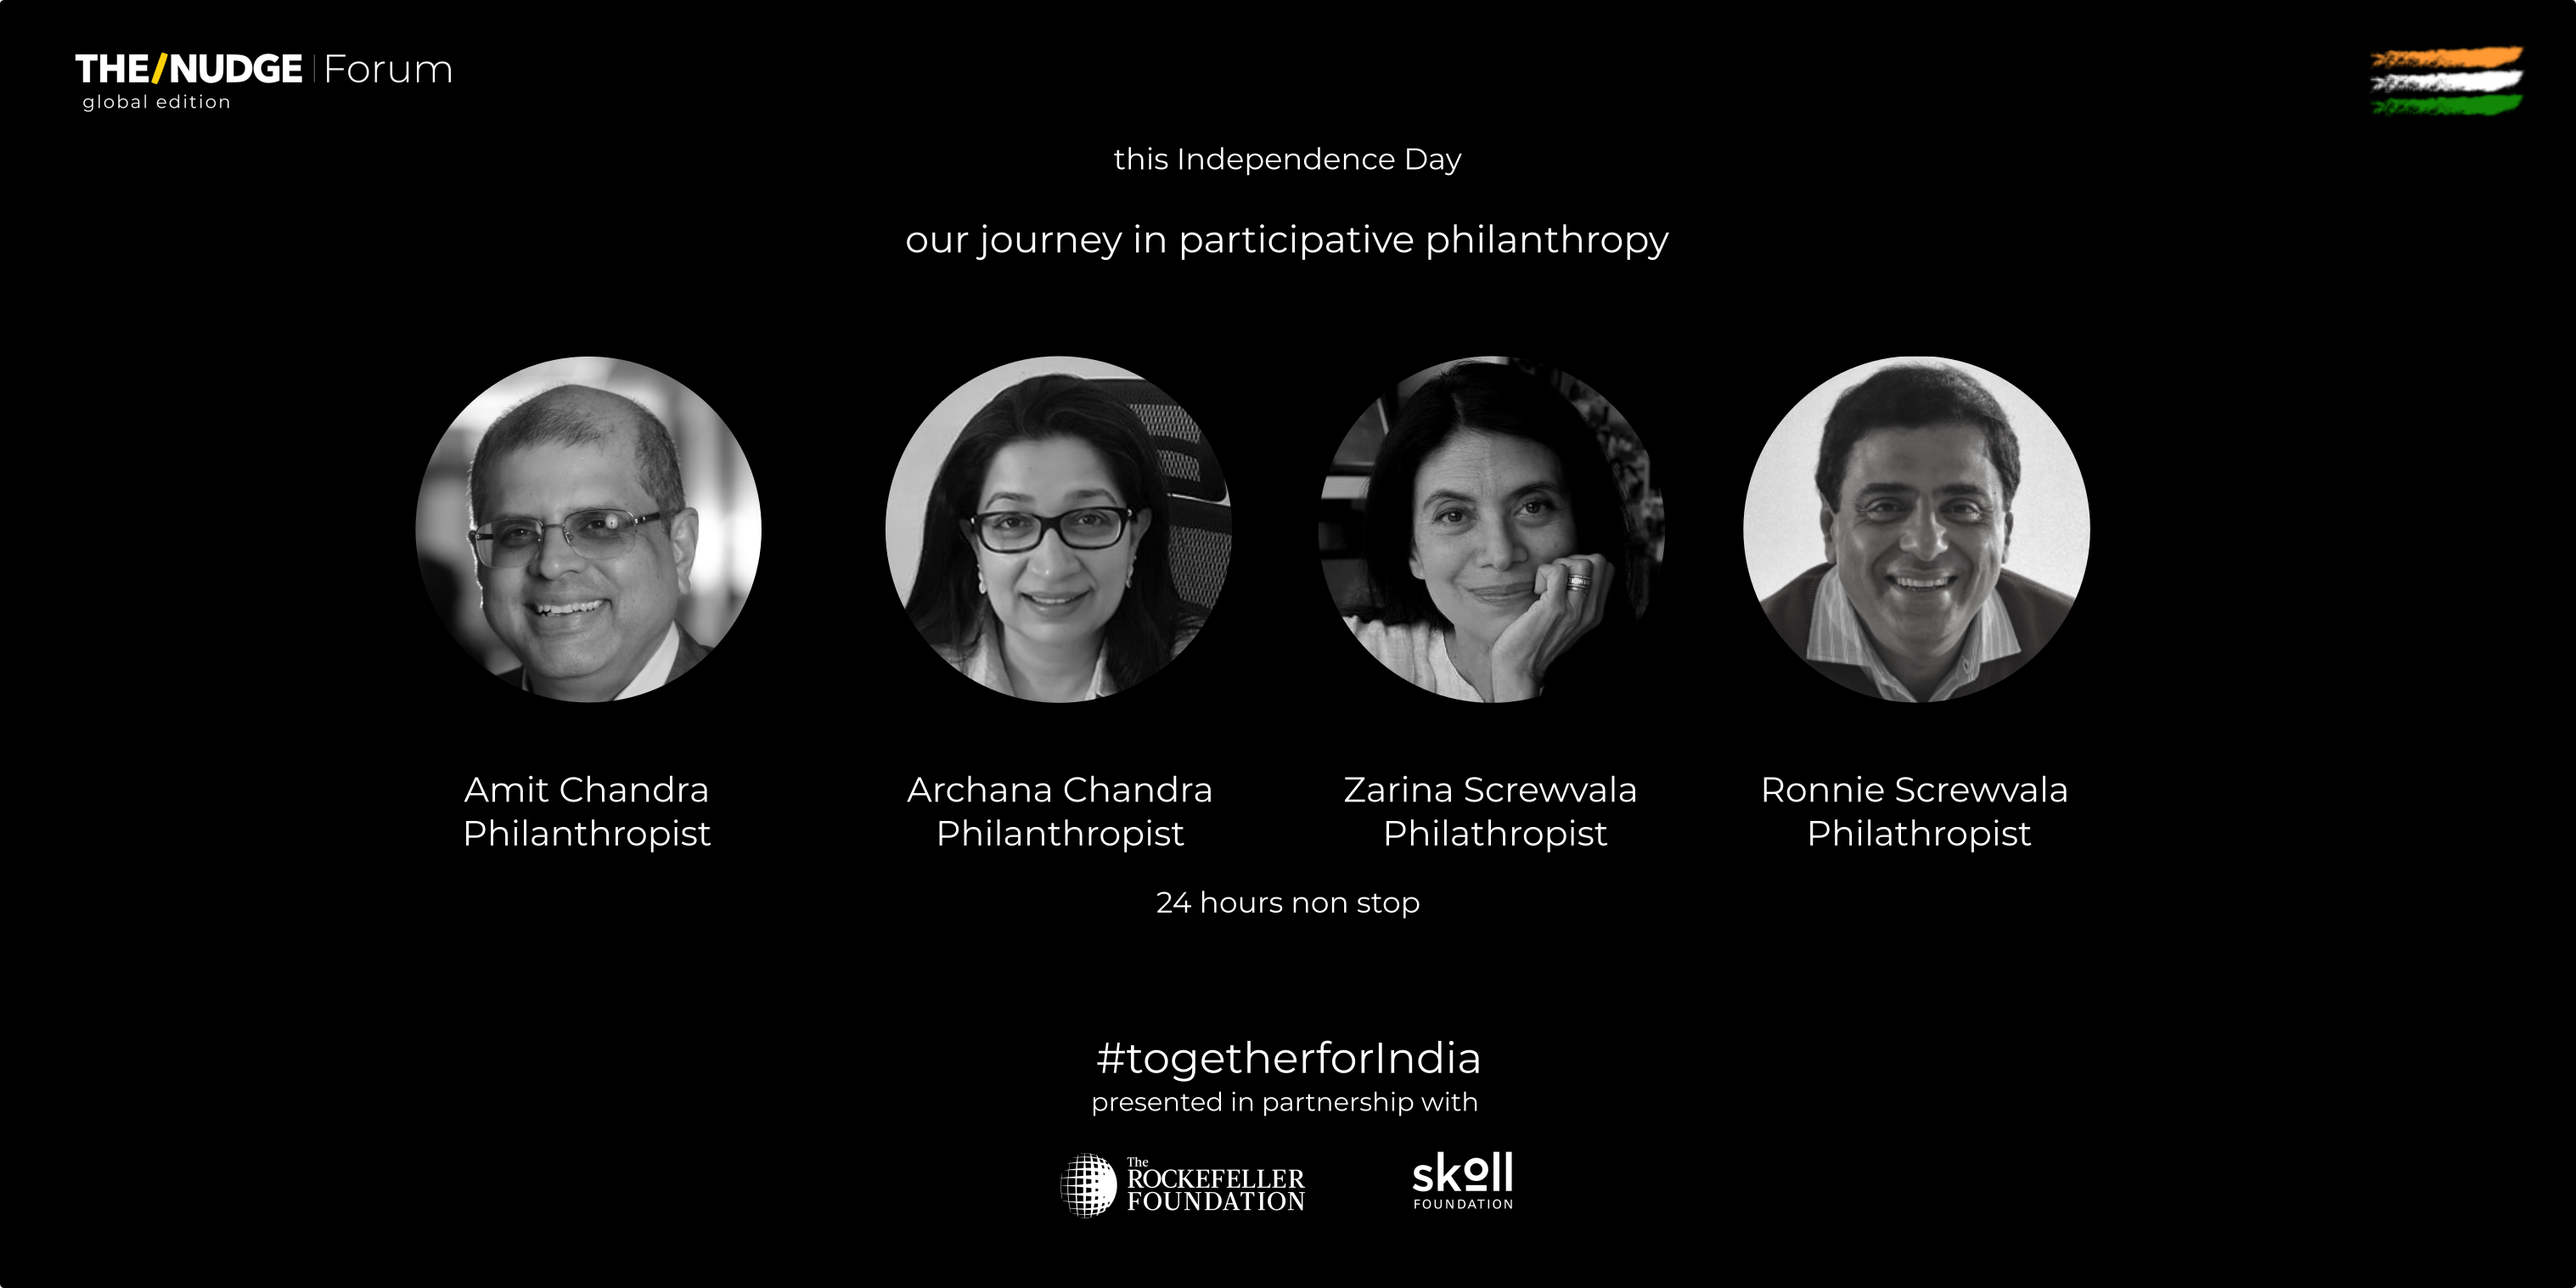 THE/NUDGE | Forum
global edition
this Independence Day
our journey in participative philanthropy
Amit Chandra
Philanthropist
Archana Chandra
Philanthropist
Zarina Screwvala
Philathropist
Ronnie Screwvala
Philathropist
24 hours non stop
#togetherforIndia
presented in partnership with
The
ROCKEFELLER
FOUNDATION
skoll
FOUNDATION